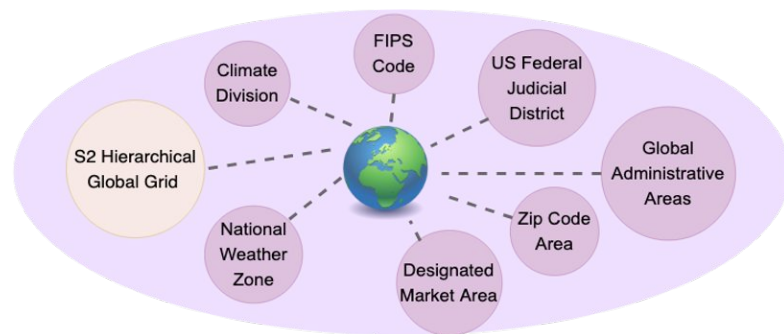 FIPS
Code
Climate
Division
US Federal
Judicial
District
S2 Hierarchical
Global Grid
Global
Administrative
Areas
National
Weather
Zone
Zip Code
Area
Designated
Market Area